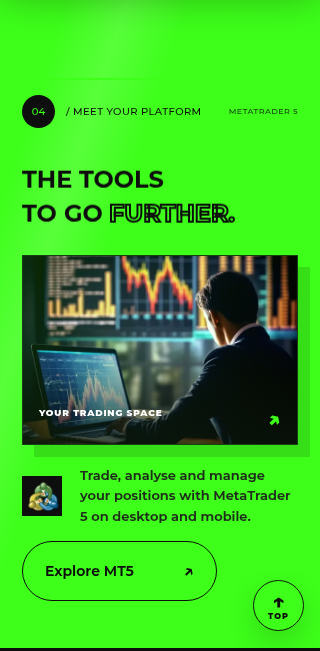 04
/ MEET YOUR PLATFORM
METATRADER 5
THE TOOLS
TO GO FURTHER.
YOUR TRADING SPACE
Trade, analyse and manage
your positions with MetaTrader
5 on desktop and mobile.
Explore MT5
TOP